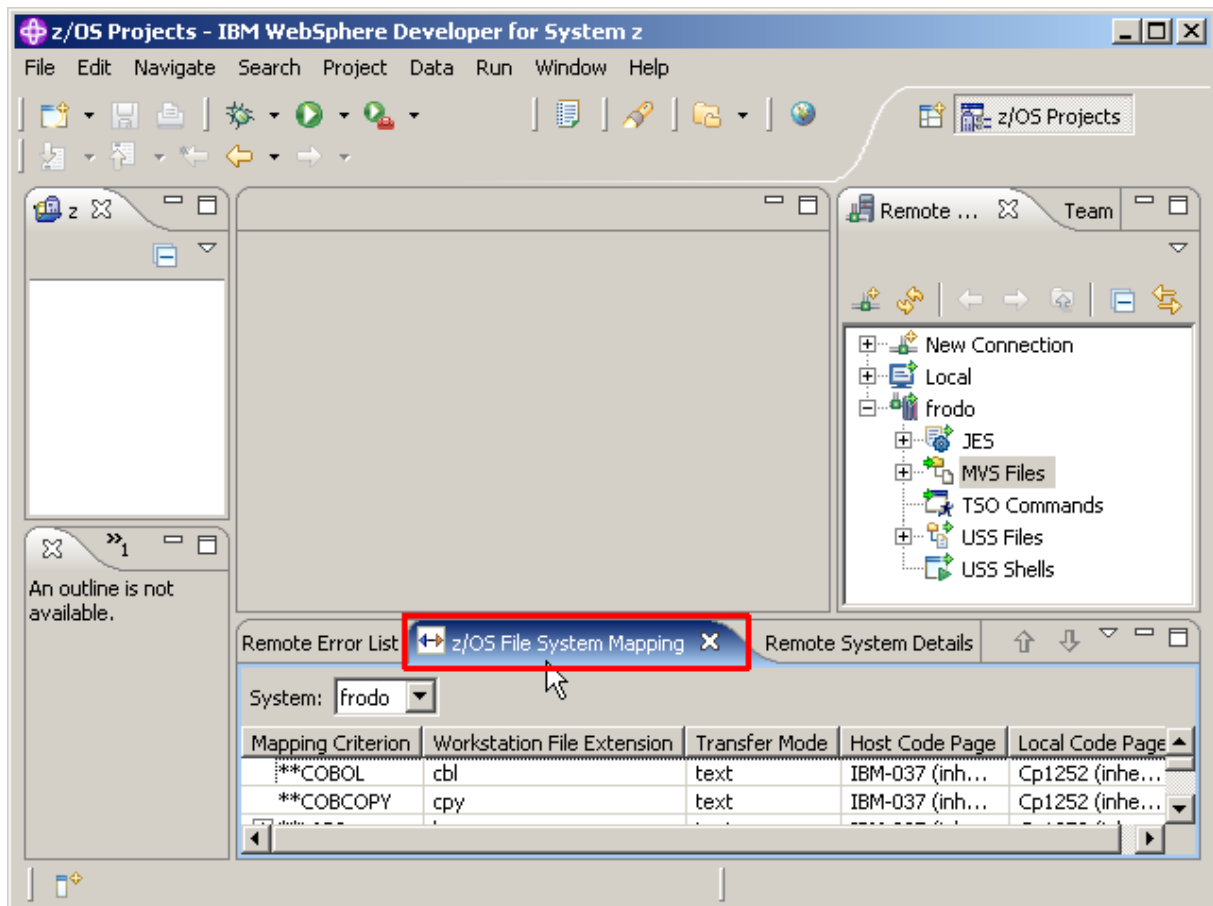 z/OS Projects - IBM WebSphere Developer for System z
File Edit Navigate Search Project Data Run Window Help
z/OS Projects
z
Remote ... Team
New Connection
Local
frodo
JES
MVS Files
TSO Commands
USS Files
USS Shells
»1
An outline is not
available.
Remote Error List z/OS File System Mapping Remote System Details
System: frodo
Mapping Criterion Workstation File Extension Transfer Mode Host Code Page Local Code Page
**COBOL cbl text IBM-037 (inh... Cp1252 (inhe...
**COBCOPY cpy text IBM-037 (inh... Cp1252 (inhe...